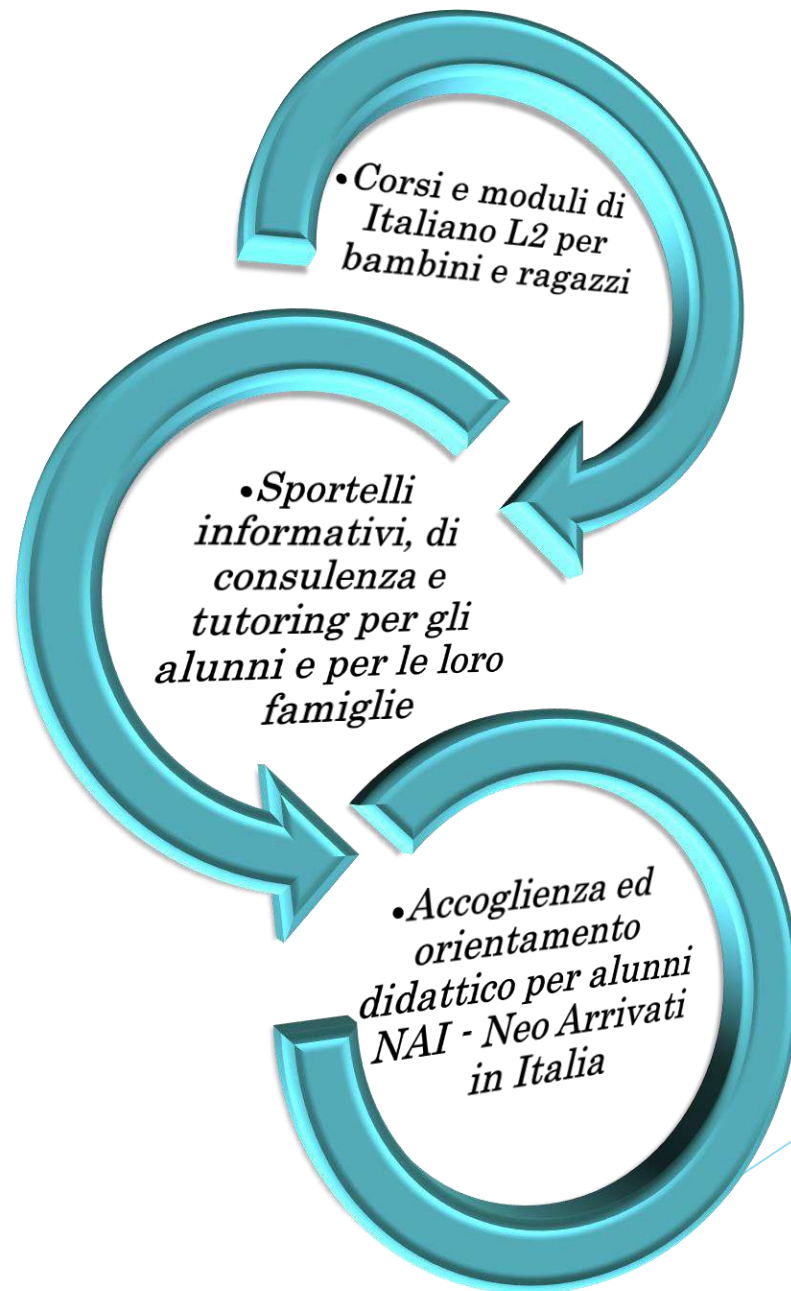 •Corsi e moduli di
Italiano L2 per
bambini e ragazzi
•Sportelli
informativi, di
consulenza e
tutoring per gli
alunni e per le loro
famiglie
•Accoglienza ed
orientamento
didattico per alunni
NAI - Neo Arrivati
in Italia